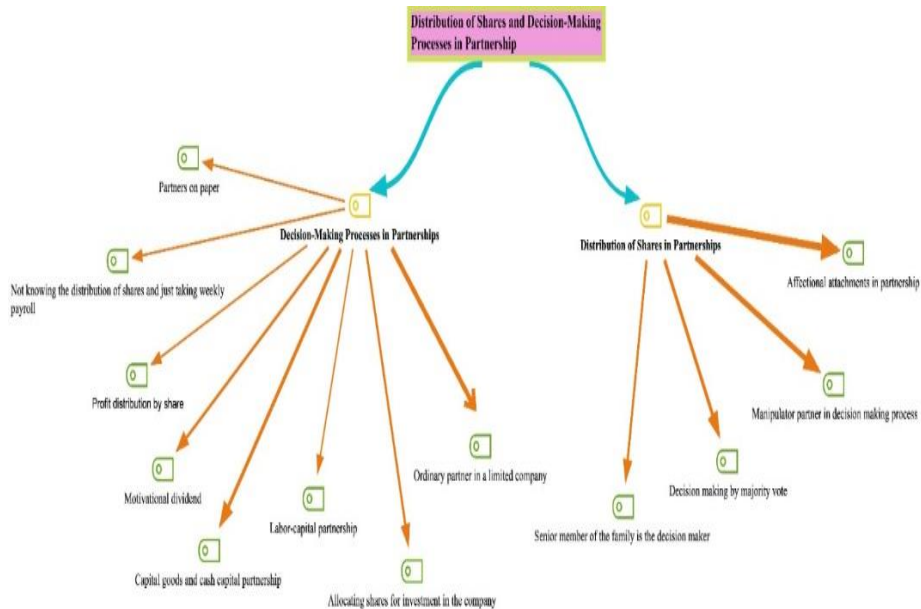 Distribution of Shares and Decision-Making
Processes in Partnership
Partners on paper
Decision-Making Processes in Partnerships
Distribution of Shares in Partnerships
Not knowing the distribution of shares and just taking weekly
payroll
Affectional attachments in partnership
Profit distribution by share
Manipulator partner in decision making process
Motivational dividend
Ordinary partner in a limited company
Decision making by majority vote
Labor-capital partnership
Senior member of the family is the decision maker
Capital goods and cash capital partnership
Allocating shares for investment in the company